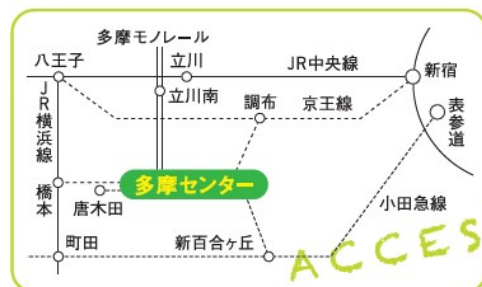 多摩モノレール
八王子
立川
JR中央線
新宿
立川南
調布
京王線
表参道
JR横浜線
橋本
多摩センター
唐木田
小田急線
町田
新百合ヶ丘
ACCES